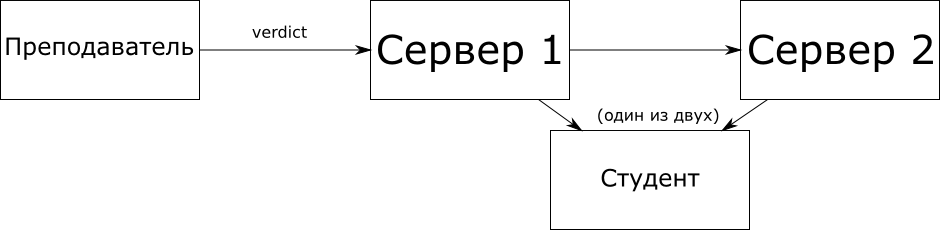 Преподаватель
verdict
Сервер 1
Сервер 2
(один из двух)
Студент